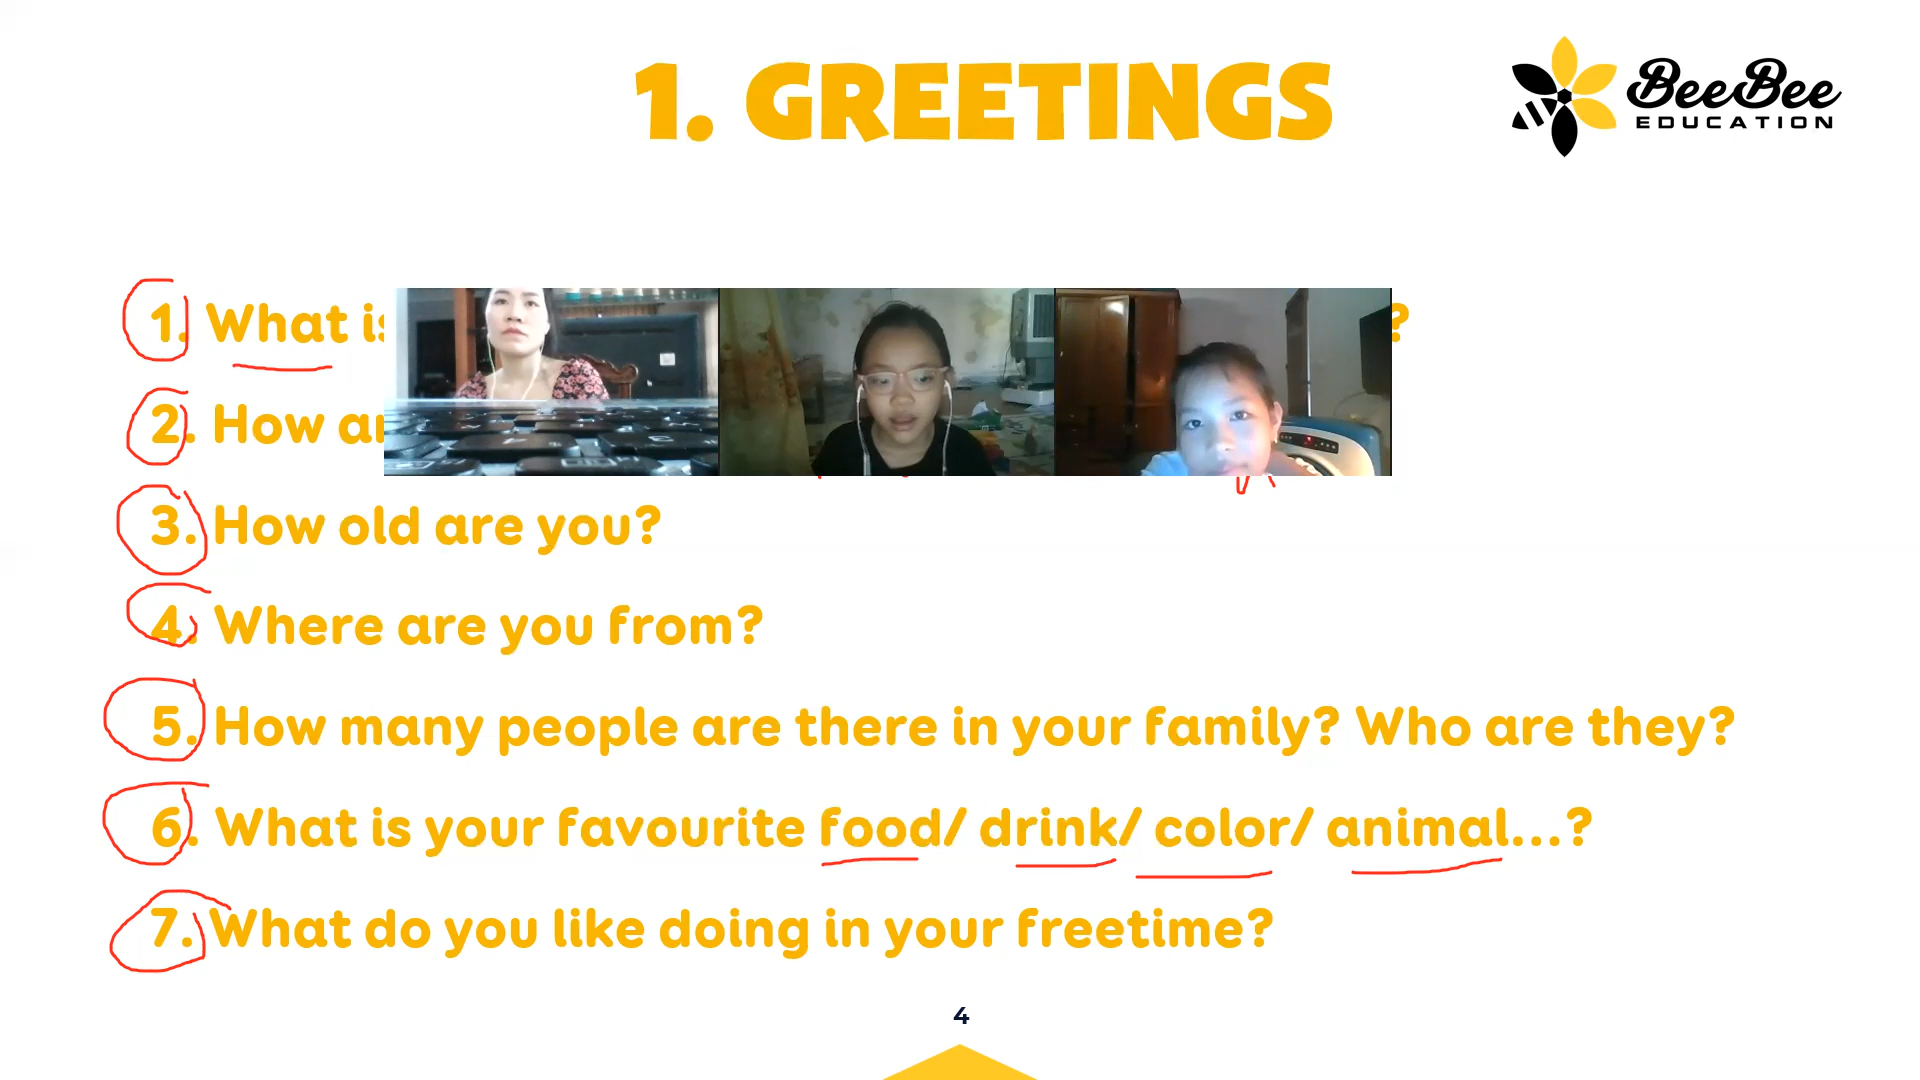 1. GREETINGS
BeeBee
EDUCATION
1. What is ?
2. How
3. How old are you?
4. Where are you from?
5. How many people are there in your family? Who are they?
6. What is your favourite food/ drink/ color/ animal...?
7. What do you like doing in your freetime?
4